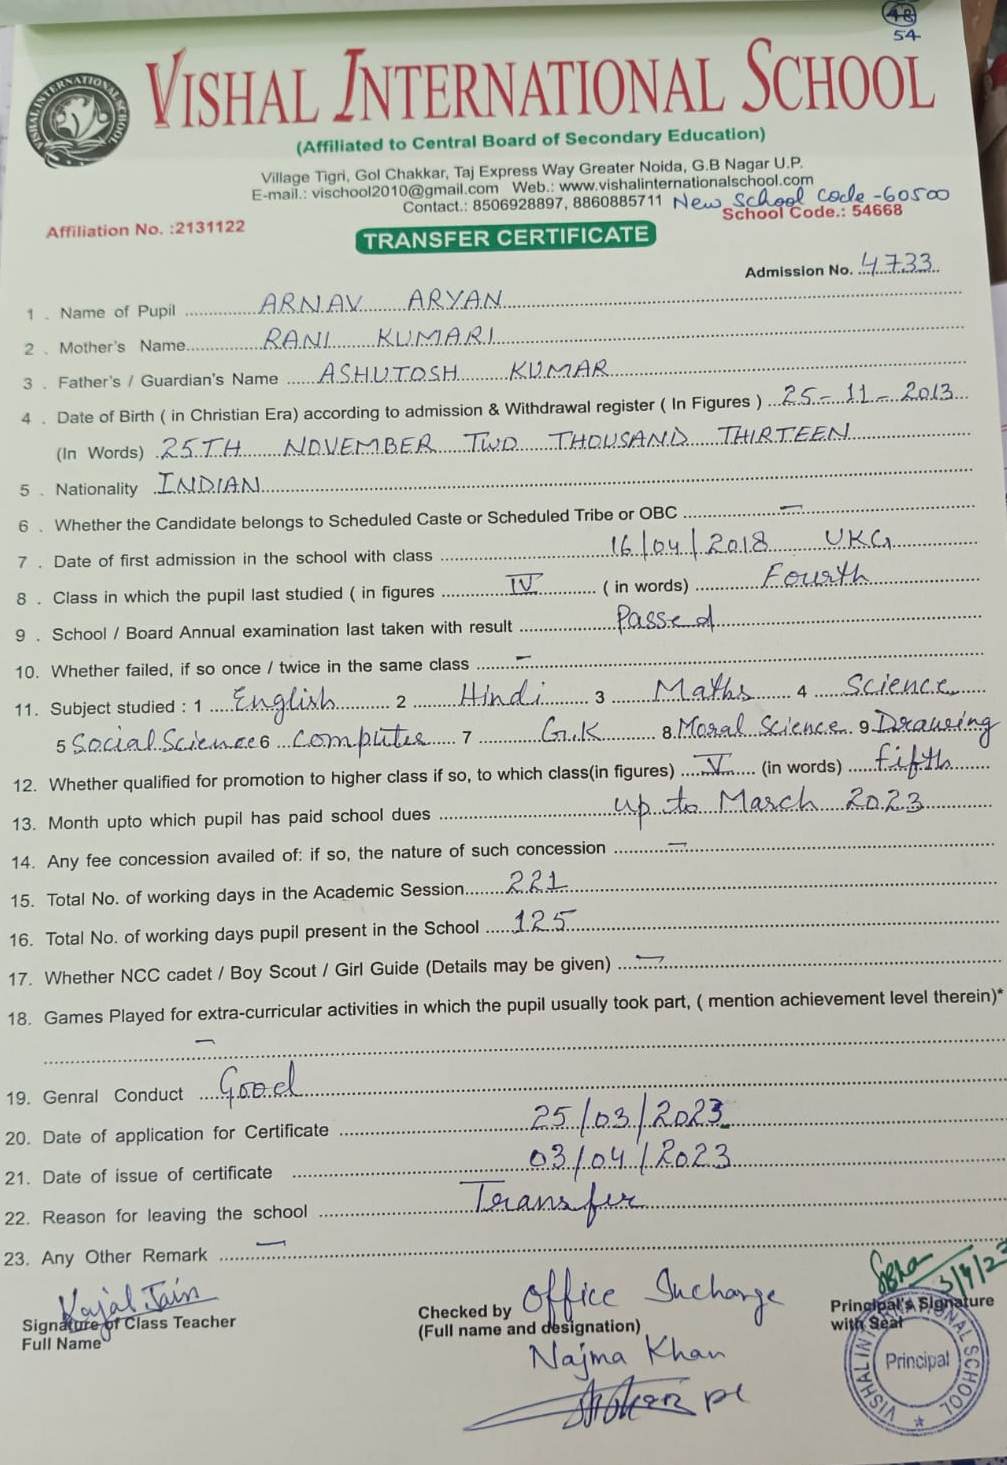 48
54
VISHAL INTERNATIONAL SCHOOL
(Affiliated to Central Board of Secondary Education)
Village Tigri, Gol Chakkar, Taj Express Way Greater Noida, G.B Nagar U.P.
E-mail.: vischool2010@gmail.com Web.: www.vishalinternationalschool.com
Contact.: 8506928897, 8860885711 New School Code-60500
Affiliation No. :2131122
School Code.: 54668
TRANSFER CERTIFICATE
Admission No. 4733
1. Name of Pupil ARNAV ARYAN
2. Mother's Name RANI KUMARI
3. Father's / Guardian's Name ASHUTOSH KUMAR
4. Date of Birth ( in Christian Era) according to admission & Withdrawal register ( In Figures ) 25-11-2013
(In Words) 25TH NOVEMBER TWO THOUSAND THIRTEEN
5. Nationality INDIAN
6. Whether the Candidate belongs to Scheduled Caste or Scheduled Tribe or OBC —
7. Date of first admission in the school with class 16/04/2018 UKG
8. Class in which the pupil last studied ( in figures IV ( in words) Fourth
9. School / Board Annual examination last taken with result Passed
10. Whether failed, if so once / twice in the same class —
11. Subject studied : 1 English 2 Hindi 3 Maths 4 Science
5 Social Science 6 Computer 7 G.K 8 Moral Science 9 Draweing
12. Whether qualified for promotion to higher class if so, to which class(in figures) V (in words) fifth
13. Month upto which pupil has paid school dues up to March 2023
14. Any fee concession availed of: if so, the nature of such concession —
15. Total No. of working days in the Academic Session 221
16. Total No. of working days pupil present in the School 125
17. Whether NCC cadet / Boy Scout / Girl Guide (Details may be given) —
18. Games Played for extra-curricular activities in which the pupil usually took part, ( mention achievement level therein)*
—
19. Genral Conduct Good
20. Date of application for Certificate 25/03/2023
21. Date of issue of certificate 03/04/2023
22. Reason for leaving the school Transfer
23. Any Other Remark —
Kajal Jain
Signature of Class Teacher
Full Name
Checked by Office Incharge
(Full name and designation)
Najma Khan
3/4/23
Principal's Signature
with Seal
VISHAL INTERNATIONAL SCHOOL
Principal